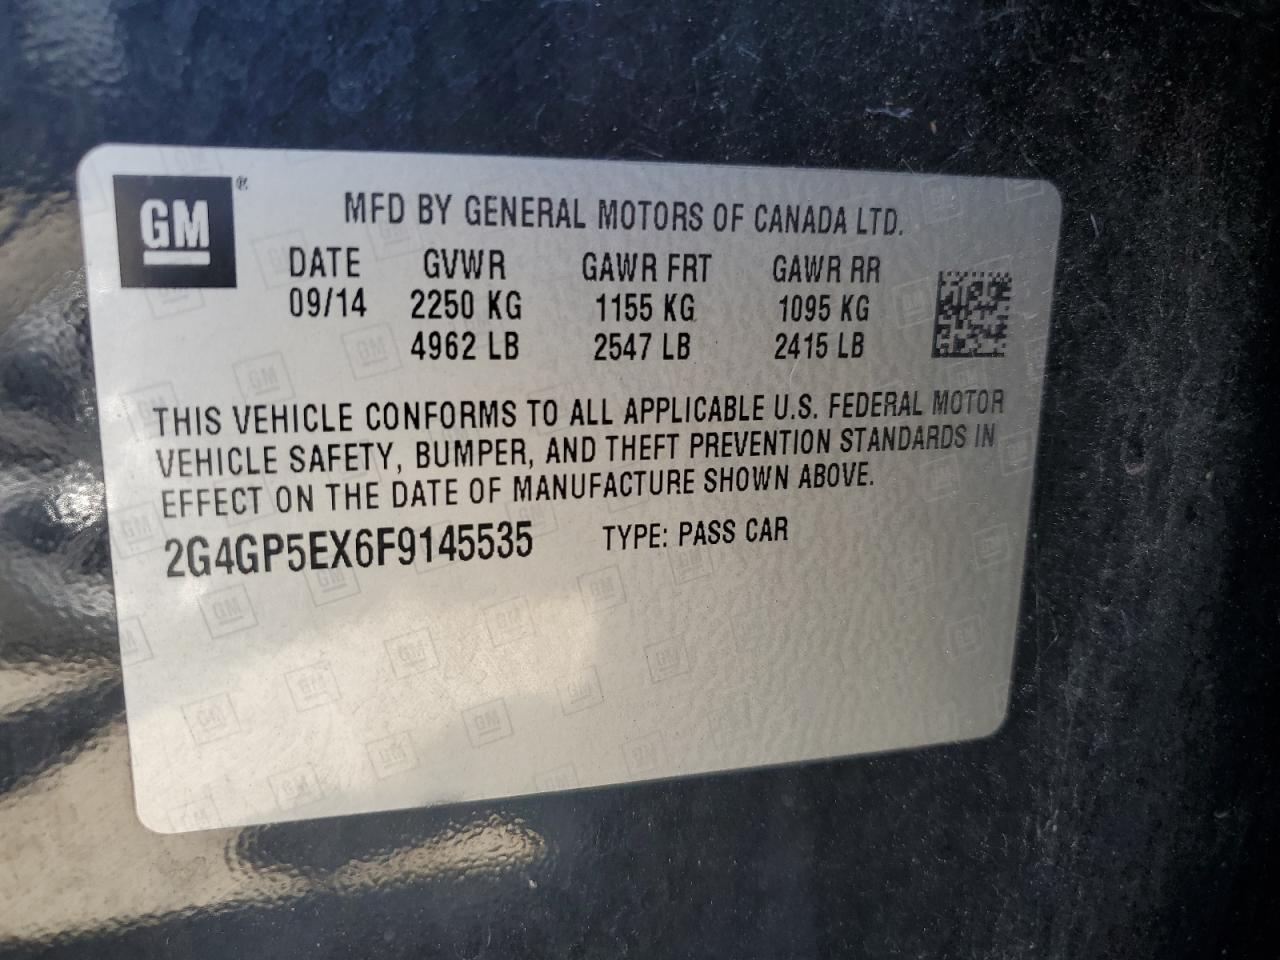 GM®
MFD BY GENERAL MOTORS OF CANADA LTD.
DATE GVWR GAWR FRT GAWR RR
09/14 2250 KG 1155 KG 1095 KG
4962 LB 2547 LB 2415 LB
THIS VEHICLE CONFORMS TO ALL APPLICABLE U.S. FEDERAL MOTOR
VEHICLE SAFETY, BUMPER, AND THEFT PREVENTION STANDARDS IN
EFFECT ON THE DATE OF MANUFACTURE SHOWN ABOVE.
2G4GP5EX6F9145535 TYPE: PASS CAR